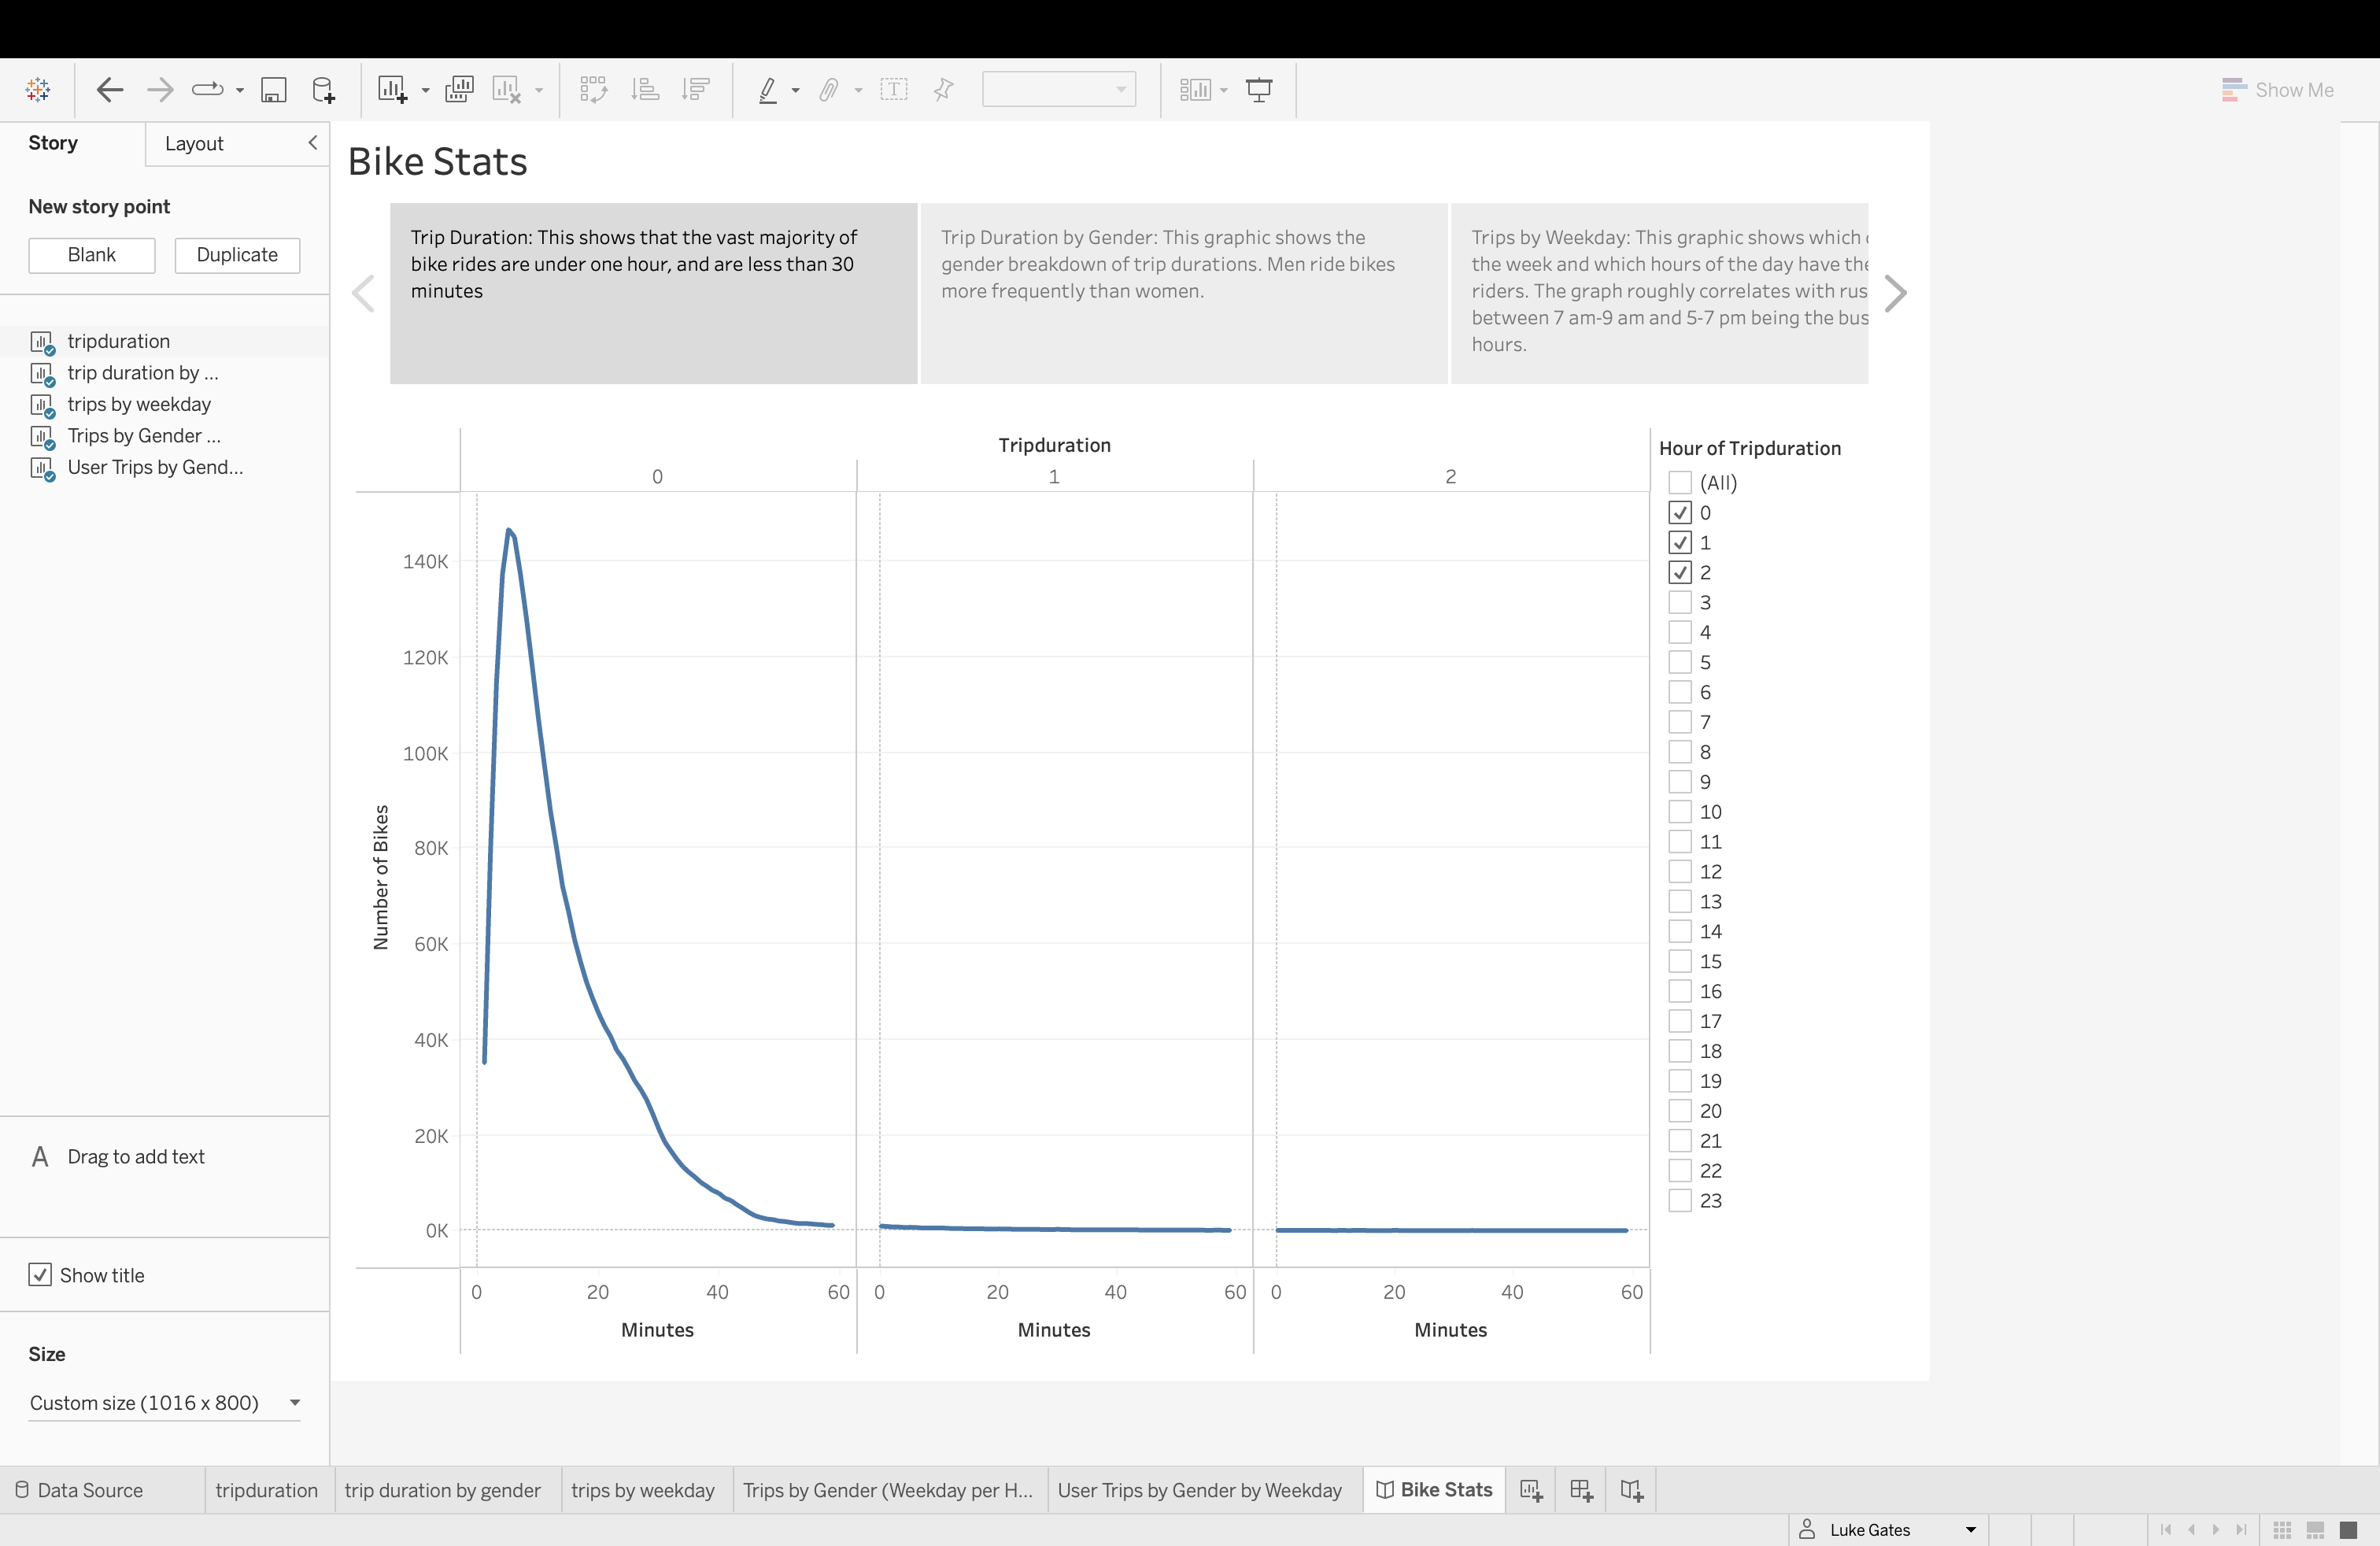 Show Me
Story
Layout
New story point
Blank
Duplicate
tripduration
trip duration by ...
trips by weekday
Trips by Gender ...
User Trips by Gend...
A Drag to add text
Show title
Size
Custom size (1016 x 800)
Bike Stats
Trip Duration: This shows that the vast majority of
bike rides are under one hour, and are less than 30
minutes
Trip Duration by Gender: This graphic shows the
gender breakdown of trip durations. Men ride bikes
more frequently than women.
Trips by Weekday: This graphic shows which
the week and which hours of the day have the
riders. The graph roughly correlates with rus
between 7 am-9 am and 5-7 pm being the bus
hours.
Tripduration
0 1 2
Number of Bikes
140K
120K
100K
80K
60K
40K
20K
0K
0 20 40 60 0 20 40 60 0 20 40 60
Minutes Minutes Minutes
Hour of Tripduration
(All)
0
1
2
3
4
5
6
7
8
9
10
11
12
13
14
15
16
17
18
19
20
21
22
23
Data Source tripduration trip duration by gender trips by weekday Trips by Gender (Weekday per H... User Trips by Gender by Weekday Bike Stats
Luke Gates